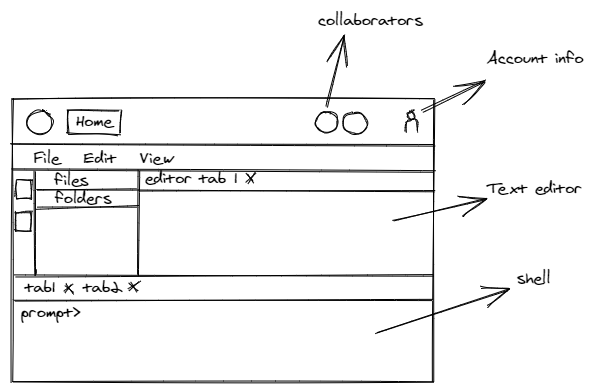 collaborators
Account info
Home
File Edit View
files
editor tab 1 X
folders
Text editor
shell
tab1 X tab2 X
prompt>